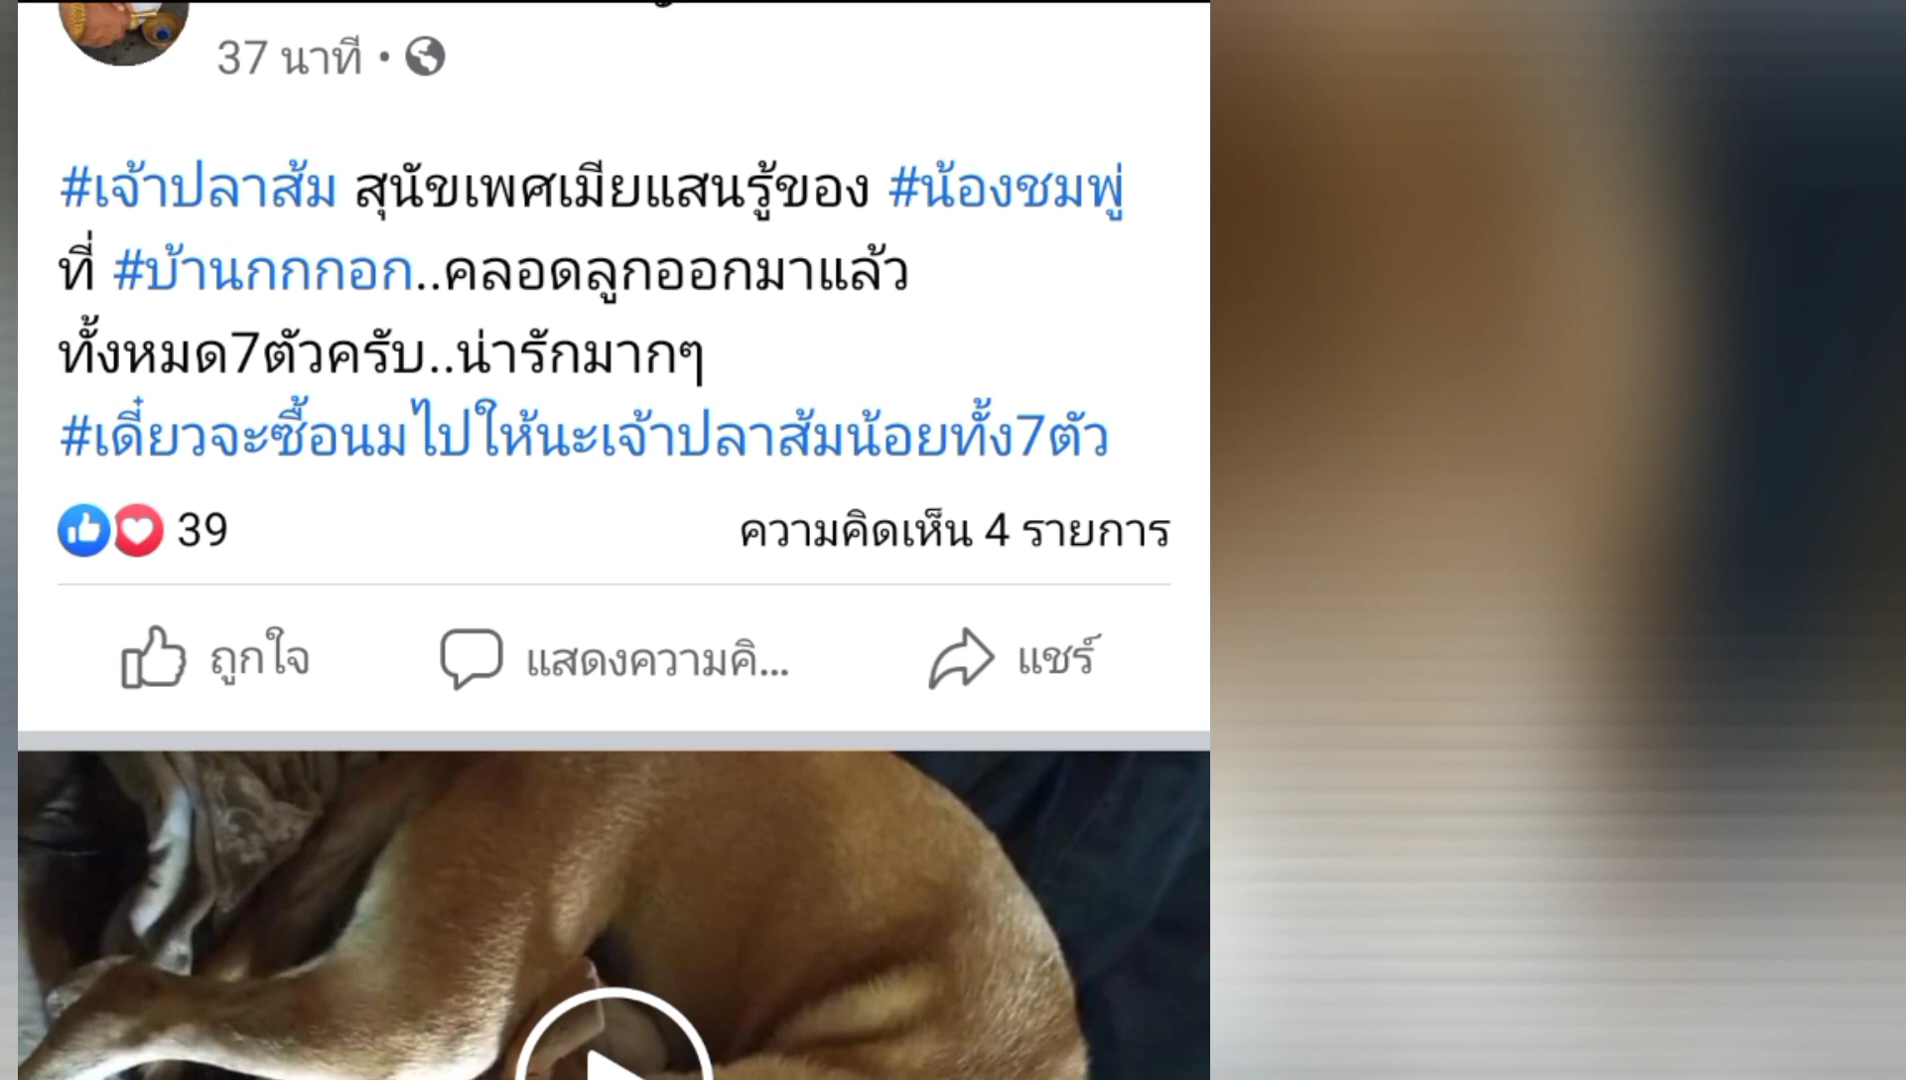 37 นาที •
#เจ้าปลาส้ม สุนัขเพศเมียแสนรู้ของ #น้องชมพู่
ที่ #บ้านกกกอก..คลอดลูกออกมาแล้ว
ทั้งหมด7ตัวครับ..น่ารักมากๆ
#เดี๋ยวจะซื้อนมไปให้นะเจ้าปลาส้มน้อยทั้ง7ตัว
39 ความคิดเห็น 4 รายการ
ถูกใจ แสดงความคิ... แชร์